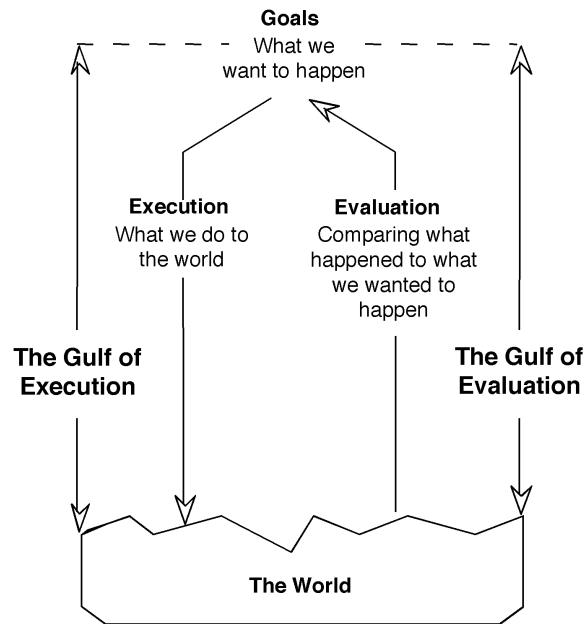 Goals
What we
want to happen
Execution
What we do to
the world
Evaluation
Comparing what
happened to what
we wanted to
happen
The Gulf of
Execution
The Gulf of
Evaluation
The World